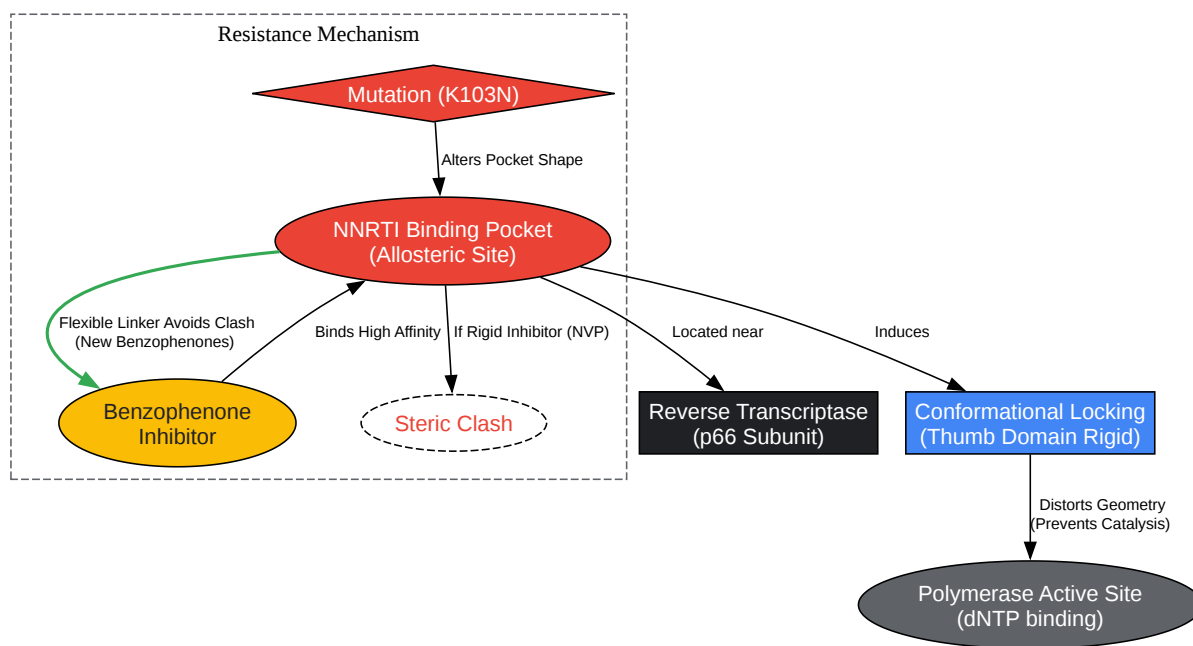 Resistance Mechanism
Mutation (K103N)
Alters Pocket Shape
NNRTI Binding Pocket
(Allosteric Site)
Flexible Linker Avoids Clash
(New Benzophenones)
Binds High Affinity
If Rigid Inhibitor (NVP)
Located near
Induces
Benzophenone
Inhibitor
Steric Clash
Reverse Transcriptase
(p66 Subunit)
Conformational Locking
(Thumb Domain Rigid)
Distorts Geometry
(Prevents Catalysis)
Polymerase Active Site
(dNTP binding)